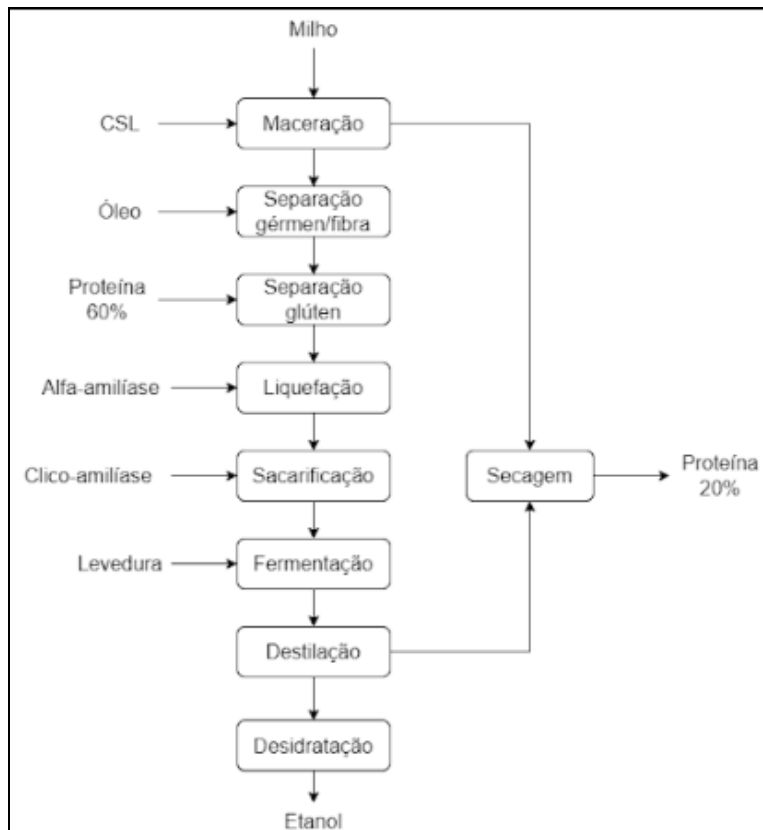 Milho
CSL
Maceração
Óleo
Separação
gérmen/fibra
Proteína
60%
Separação
glúten
Alfa-amilíase
Liquefação
Clico-amilíase
Sacarificação
Secagem
Proteína
20%
Levedura
Fermentação
Destilação
Desidratação
Etanol